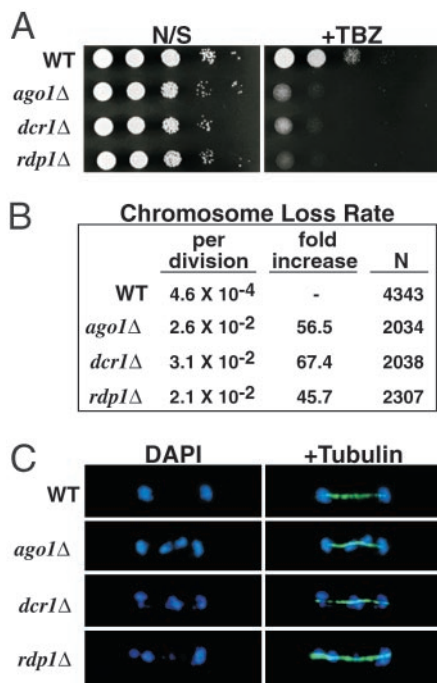 A
N/S +TBZ
WT
ago1Δ
dcr1Δ
rdp1Δ
B
Chromosome Loss Rate
per division fold increase N
WT 4.6 X 10-4 - 4343
ago1Δ 2.6 X 10-2 56.5 2034
dcr1Δ 3.1 X 10-2 67.4 2038
rdp1Δ 2.1 X 10-2 45.7 2307
C
DAPI +Tubulin
WT
ago1Δ
dcr1Δ
rdp1Δ